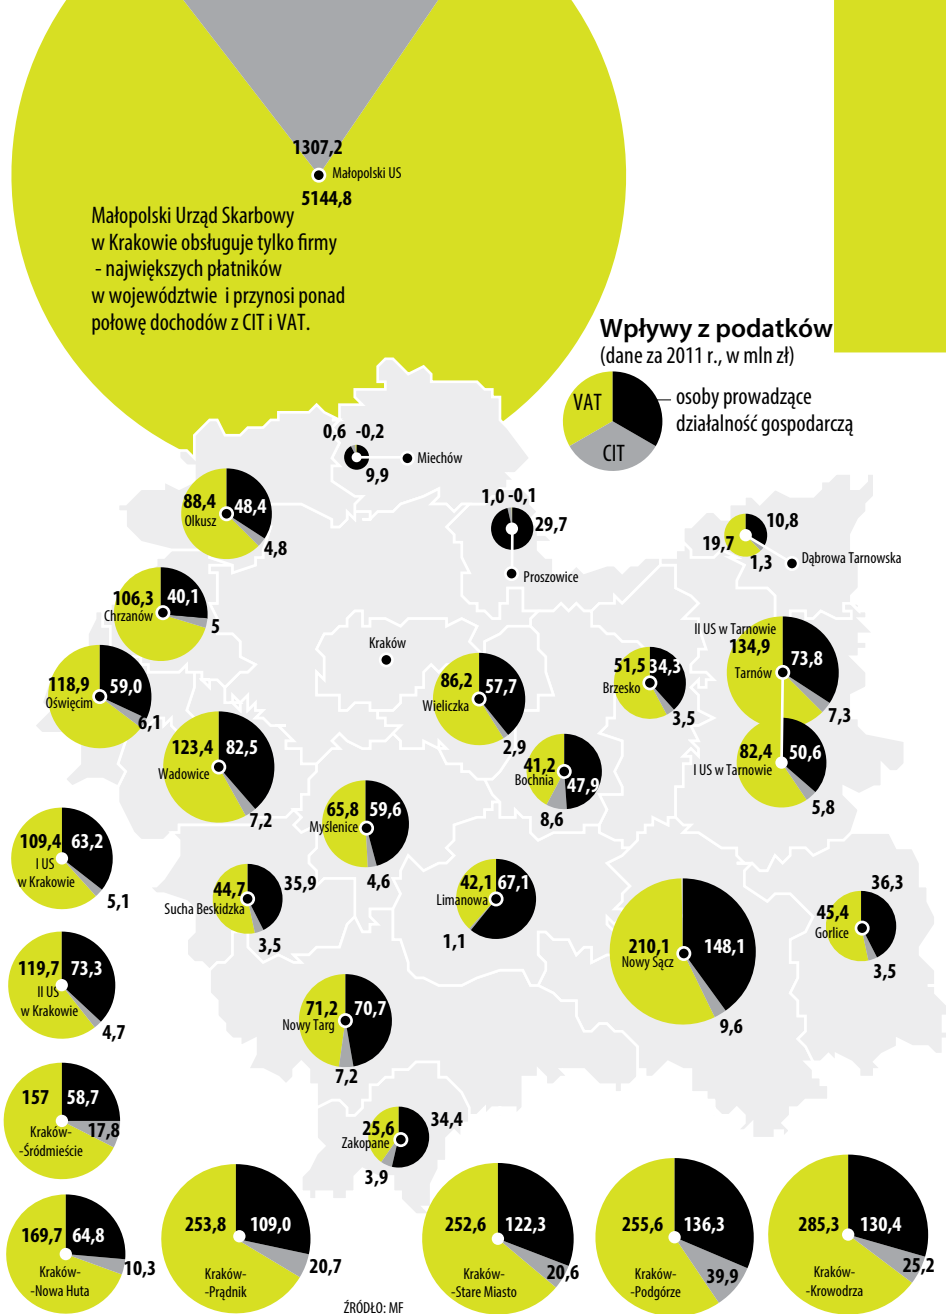 1307,2
Małopolski US
5144,8
Małopolski Urząd Skarbowy
w Krakowie obsługuje tylko firmy
- największych płatników
w województwie i przynosi ponad
połowę dochodów z CIT i VAT.
Wpływy z podatków
(dane za 2011 r., w mln zł)
VAT
osoby prowadzące
działalność gospodarczą
CIT
0,6 -0,2
Miechów
9,9
88,4 48,4
Olkusz
4,8
1,0 -0,1
29,7
Proszowice
10,8
19,7
1,3
Dąbrowa Tarnowska
106,3 40,1
Chrzanów
5
Kraków
II US w Tarnowie
134,9 73,8
Tarnów
7,3
118,9 59,0
Oświęcim
6,1
86,2 57,7
Wieliczka
2,9
51,5 34,3
Brzesko
3,5
123,4 82,5
Wadowice
7,2
41,2
Bochnia
47,9
8,6
82,4 50,6
I US w Tarnowie
5,8
65,8 59,6
Myślenice
4,6
109,4 63,2
I US
w Krakowie
5,1
44,7 35,9
Sucha Beskidzka
3,5
42,1 67,1
Limanowa
1,1
210,1 148,1
Nowy Sącz
9,6
36,3
45,4
Gorlice
3,5
119,7 73,3
II US
w Krakowie
4,7
71,2 70,7
Nowy Targ
7,2
157 58,7
17,8
Kraków-
-Śródmieście
25,6 34,4
Zakopane
3,9
169,7 64,8
10,3
Kraków-
-Nowa Huta
253,8 109,0
20,7
Kraków-
-Prądnik
252,6 122,3
20,6
Kraków-
-Stare Miasto
255,6 136,3
39,9
Kraków-
-Podgórze
285,3 130,4
25,2
Kraków-
-Krowodrza
ŹRÓDŁO: MF